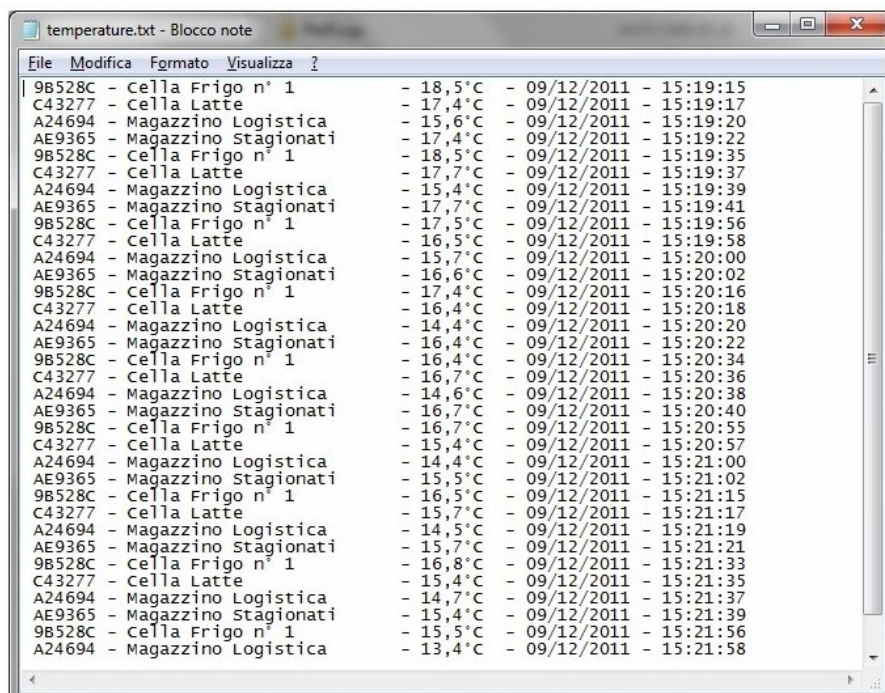 temperature.txt - Blocco note
File Modifica Formato Visualizza ?
9B528C - Cella Frigo n° 1 - 18,5°C - 09/12/2011 - 15:19:15
C43277 - Cella Latte - 17,4°C - 09/12/2011 - 15:19:17
A24694 - Magazzino Logistica - 15,6°C - 09/12/2011 - 15:19:20
AE9365 - Magazzino Stagionati - 17,4°C - 09/12/2011 - 15:19:22
9B528C - Cella Frigo n° 1 - 18,5°C - 09/12/2011 - 15:19:35
C43277 - Cella Latte - 17,7°C - 09/12/2011 - 15:19:37
A24694 - Magazzino Logistica - 15,4°C - 09/12/2011 - 15:19:39
AE9365 - Magazzino Stagionati - 17,7°C - 09/12/2011 - 15:19:41
9B528C - Cella Frigo n° 1 - 17,5°C - 09/12/2011 - 15:19:56
C43277 - Cella Latte - 16,5°C - 09/12/2011 - 15:19:58
A24694 - Magazzino Logistica - 15,7°C - 09/12/2011 - 15:20:00
AE9365 - Magazzino Stagionati - 16,6°C - 09/12/2011 - 15:20:02
9B528C - Cella Frigo n° 1 - 17,4°C - 09/12/2011 - 15:20:16
C43277 - Cella Latte - 16,4°C - 09/12/2011 - 15:20:18
A24694 - Magazzino Logistica - 14,4°C - 09/12/2011 - 15:20:20
AE9365 - Magazzino Stagionati - 16,4°C - 09/12/2011 - 15:20:22
9B528C - Cella Frigo n° 1 - 16,4°C - 09/12/2011 - 15:20:34
C43277 - Cella Latte - 16,7°C - 09/12/2011 - 15:20:36
A24694 - Magazzino Logistica - 14,6°C - 09/12/2011 - 15:20:38
AE9365 - Magazzino Stagionati - 16,7°C - 09/12/2011 - 15:20:40
9B528C - Cella Frigo n° 1 - 16,7°C - 09/12/2011 - 15:20:55
C43277 - Cella Latte - 15,4°C - 09/12/2011 - 15:20:57
A24694 - Magazzino Logistica - 14,4°C - 09/12/2011 - 15:21:00
AE9365 - Magazzino Stagionati - 15,5°C - 09/12/2011 - 15:21:02
9B528C - Cella Frigo n° 1 - 16,5°C - 09/12/2011 - 15:21:15
C43277 - Cella Latte - 15,7°C - 09/12/2011 - 15:21:17
A24694 - Magazzino Logistica - 14,5°C - 09/12/2011 - 15:21:19
AE9365 - Magazzino Stagionati - 15,7°C - 09/12/2011 - 15:21:21
9B528C - Cella Frigo n° 1 - 16,8°C - 09/12/2011 - 15:21:33
C43277 - Cella Latte - 15,4°C - 09/12/2011 - 15:21:35
A24694 - Magazzino Logistica - 14,7°C - 09/12/2011 - 15:21:37
AE9365 - Magazzino Stagionati - 15,4°C - 09/12/2011 - 15:21:39
9B528C - Cella Frigo n° 1 - 15,5°C - 09/12/2011 - 15:21:56
A24694 - Magazzino Logistica - 13,4°C - 09/12/2011 - 15:21:58